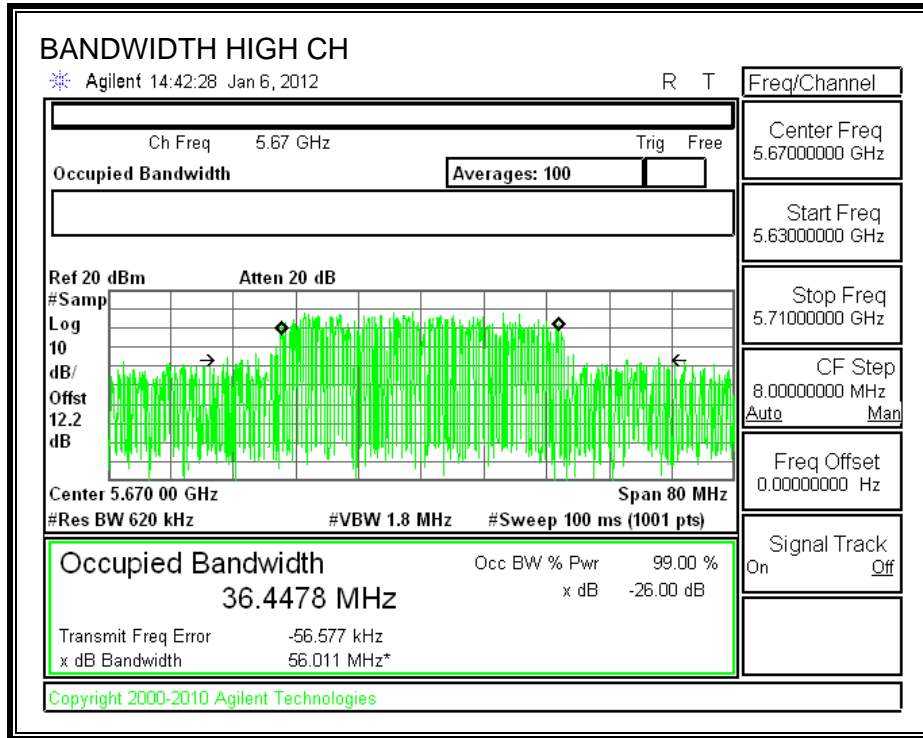 BANDWIDTH HIGH CH
Agilent 14:42:28 Jan 6, 2012 R T
Freq/Channel
Ch Freq 5.67 GHz Trig Free
Occupied Bandwidth Averages: 100
Center Freq
5.67000000 GHz
Start Freq
5.63000000 GHz
Stop Freq
5.71000000 GHz
CF Step
8.00000000 MHz
Auto Man
Freq Offset
0.00000000 Hz
Signal Track
On Off
Ref 20 dBm Atten 20 dB
#Samp
Log
10
dB/
Offst
12.2
dB
Center 5.670 00 GHz Span 80 MHz
#Res BW 620 kHz #VBW 1.8 MHz #Sweep 100 ms (1001 pts)
Occupied Bandwidth Occ BW % Pwr 99.00 %
36.4478 MHz x dB -26.00 dB
Transmit Freq Error -56.577 kHz
x dB Bandwidth 56.011 MHz*
Copyright 2000-2010 Agilent Technologies